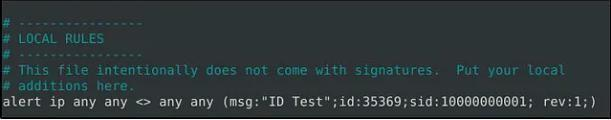 # ----------------
# LOCAL RULES
# ----------------
# This file intentionally does not come with signatures.  Put your local
# additions here.
alert ip any any <> any any (msg:"ID Test";id:35369;sid:10000000001; rev:1;)